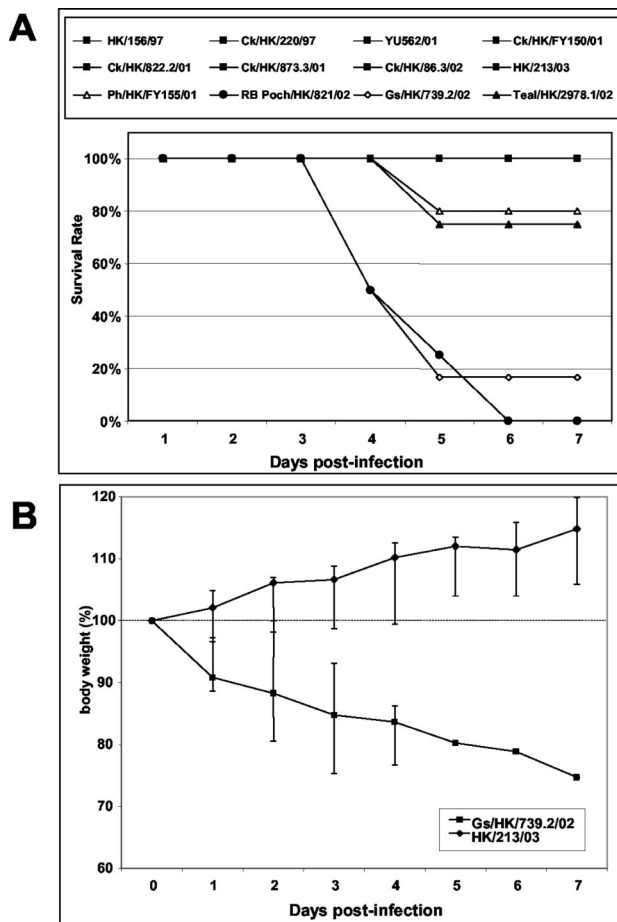 A
HK/156/97 Ck/HK/220/97 YU562/01 Ck/HK/FY150/01
Ck/HK/822.2/01 Ck/HK/873.3/01 Ck/HK/86.3/02 HK/213/03
Ph/HK/FY155/01 RB Poch/HK/821/02 Gs/HK/739.2/02 Teal/HK/2978.1/02
100%
80%
60%
40%
20%
0%
Survival Rate
1 2 3 4 5 6 7
Days post-infection
B
120
110
100
90
80
70
60
body weight (%)
Gs/HK/739.2/02
HK/213/03
0 1 2 3 4 5 6 7
Days post-infection